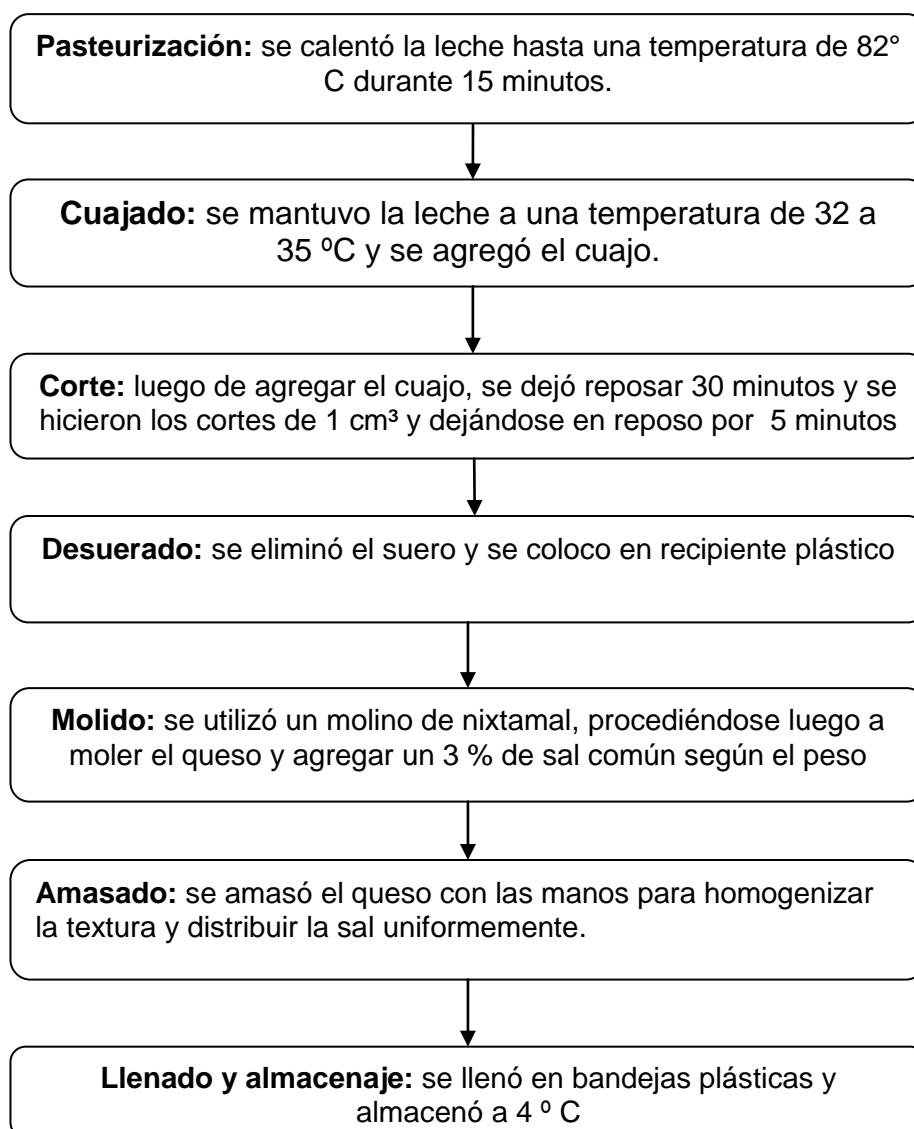 Pasteurización: se calentó la leche hasta una temperatura de 82°
C durante 15 minutos.
Cuajado: se mantuvo la leche a una temperatura de 32 a
35 ºC y se agregó el cuajo.
Corte: luego de agregar el cuajo, se dejó reposar 30 minutos y se
hicieron los cortes de 1 cm³ y dejándose en reposo por  5 minutos
Desuerado: se eliminó el suero y se coloco en recipiente plástico
Molido: se utilizó un molino de nixtamal, procediéndose luego a
moler el queso y agregar un 3 % de sal común según el peso
Amasado: se amasó el queso con las manos para homogenizar
la textura y distribuir la sal uniformemente.
Llenado y almacenaje: se llenó en bandejas plásticas y
almacenó a 4 º C